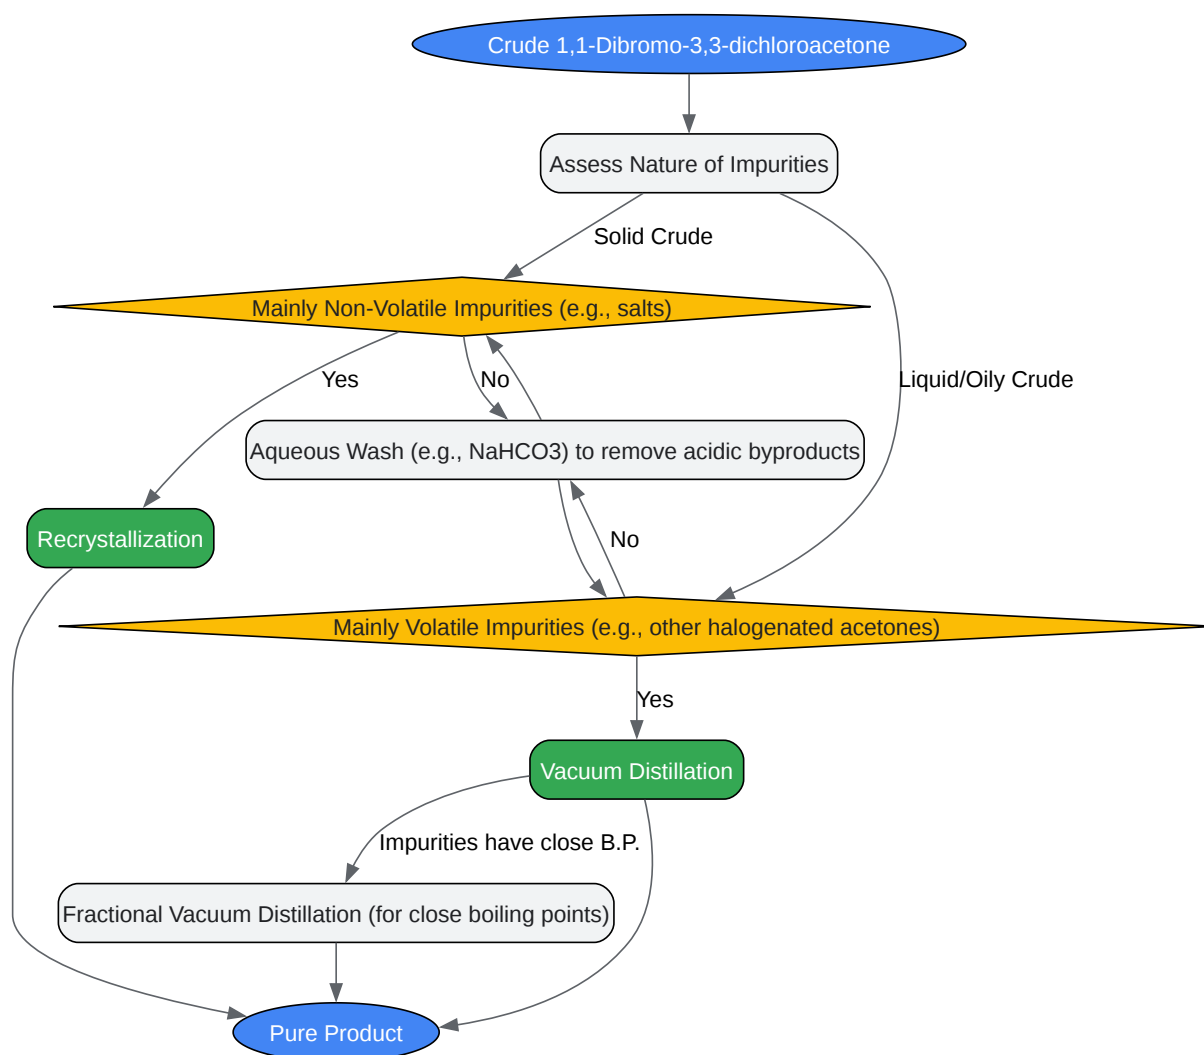 Crude 1,1-Dibromo-3,3-dichloroacetone
Assess Nature of Impurities
Solid Crude
Mainly Non-Volatile Impurities (e.g., salts)
Yes
No
Liquid/Oily Crude
Aqueous Wash (e.g., NaHCO3) to remove acidic byproducts
Recrystallization
No
Mainly Volatile Impurities (e.g., other halogenated acetones)
Yes
Vacuum Distillation
Impurities have close B.P.
Fractional Vacuum Distillation (for close boiling points)
Pure Product